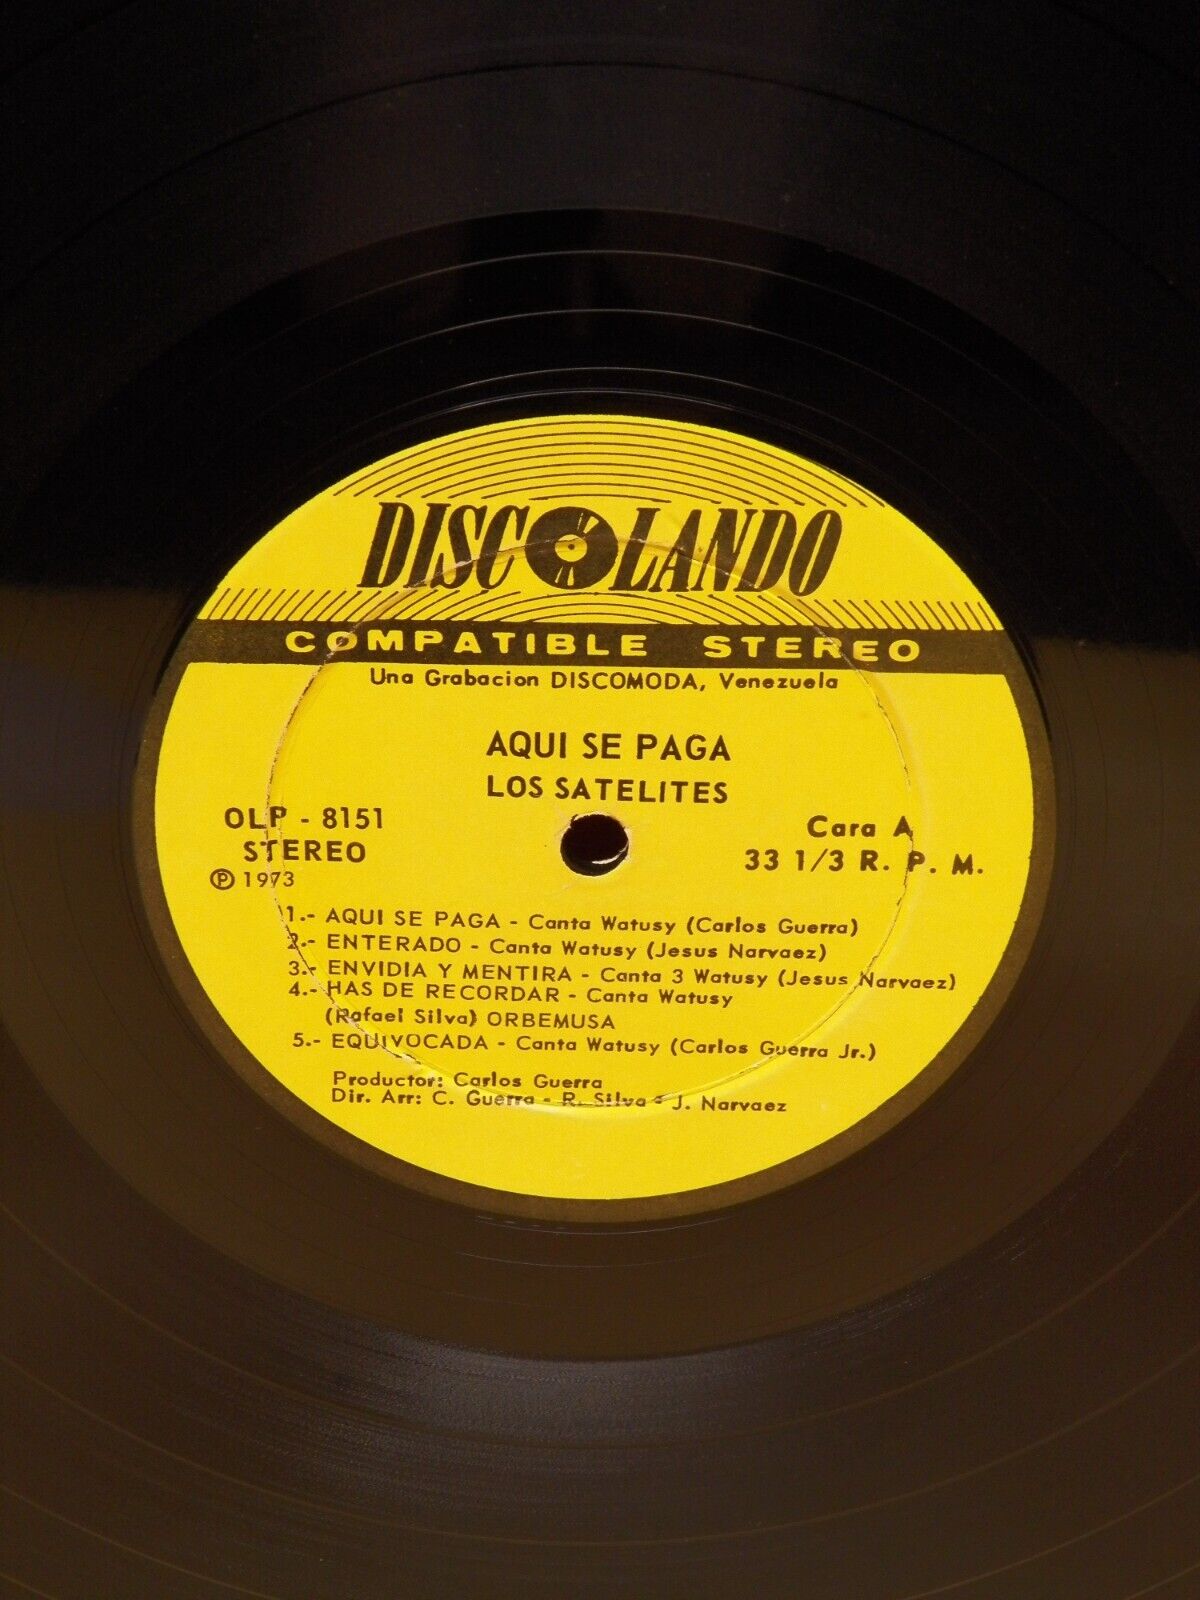 DISCOLANDO
COMPATIBLE STEREO
Una Grabacion DISCOMODA, Venezuela
AQUI SE PAGA
LOS SATELITES
OLP - 8151
STEREO
Ⓟ 1973
Cara A
33 1/3 R. P. M.
1.- AQUI SE PAGA - Canta Watusy (Carlos Guerra)
2.- ENTERADO - Canta Watusy (Jesus Narvaez)
3.- ENVIDIA Y MENTIRA - Canta 3 Watusy (Jesus Narvaez)
4.- HAS DE RECORDAR - Canta Watusy
(Rafael Silva) ORBEMUSA
5.- EQUIVOCADA - Canta Watusy (Carlos Guerra Jr.)
Productor: Carlos Guerra
Dir. Arr: C. Guerra - R. Silva - J. Narvaez